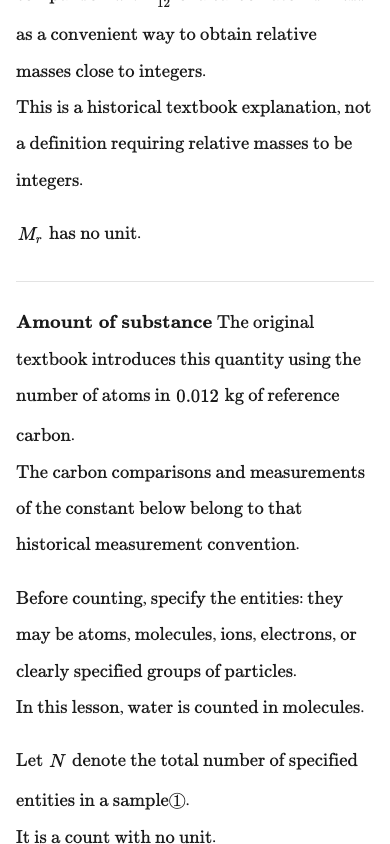 12
as a convenient way to obtain relative
masses close to integers.
This is a historical textbook explanation, not
a definition requiring relative masses to be
integers.
M_r has no unit.
Amount of substance The original
textbook introduces this quantity using the
number of atoms in 0.012 kg of reference
carbon.
The carbon comparisons and measurements
of the constant below belong to that
historical measurement convention.
Before counting, specify the entities: they
may be atoms, molecules, ions, electrons, or
clearly specified groups of particles.
In this lesson, water is counted in molecules.
Let N denote the total number of specified
entities in a sample①.
It is a count with no unit.